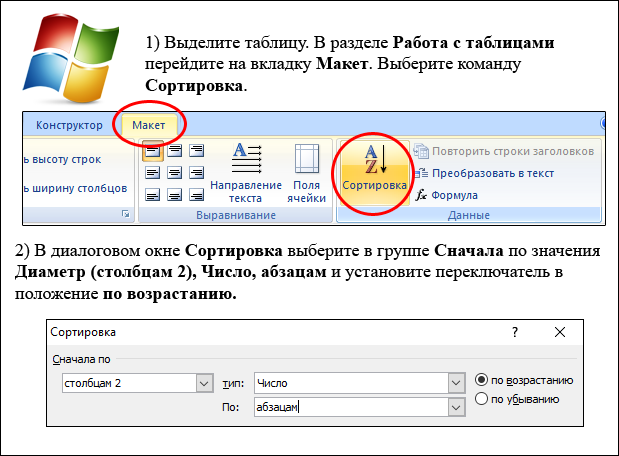 1) Выделите таблицу. В разделе Работа с таблицами
перейдите на вкладку Макет. Выберите команду
Сортировка.
Конструктор
Макет
ь высоту строк
ь ширину столбцов
Направление
текста
Поля
ячейки
Выравнивание
А
Z
Сортировка
Повторить строки заголовков
Преобразовать в текст
fx Формула
Данные
2) В диалоговом окне Сортировка выберите в группе Сначала по значения
Диаметр (столбцам 2), Число, абзацам и установите переключатель в
положение по возрастанию.
Сортировка
?
Сначала по
столбцам 2
тип:
Число
по возрастанию
По:
абзацам
по убыванию